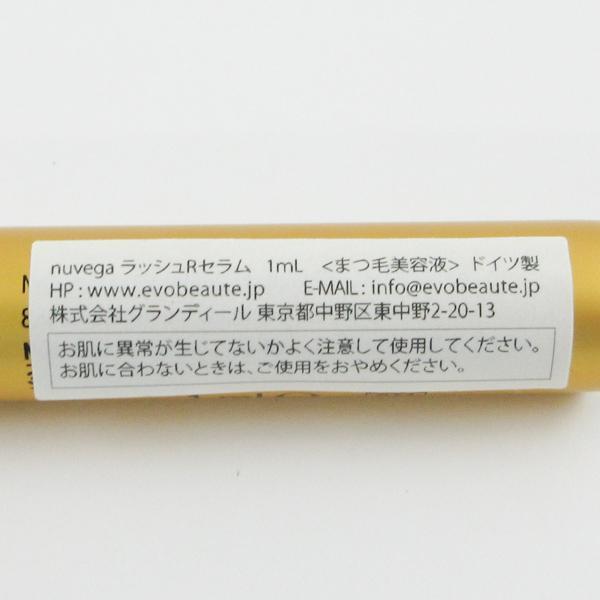 nuvega ラッシュRセラム 1mL <まつ毛美容液> ドイツ製
HP : www.evobeaute.jp E-MAIL : info@evobeaute.jp
株式会社グランディール 東京都中野区東中野2-20-13
お肌に異常が生じてないかよく注意して使用してください。
お肌に合わないときは、ご使用をおやめください。